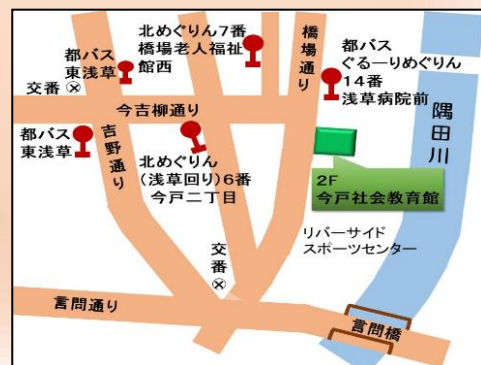 北めぐりん7番
橋場老人福祉
館西
橋場通り
都バス
東浅草
交番
都バス
ぐるーりめぐりん
14番
浅草病院前
今吉柳通り
隅田川
都バス
東浅草
吉野通り
北めぐりん
(浅草回り)6番
今戸二丁目
2F
今戸社会教育館
リバーサイド
スポーツセンター
交番
言問通り
言問橋